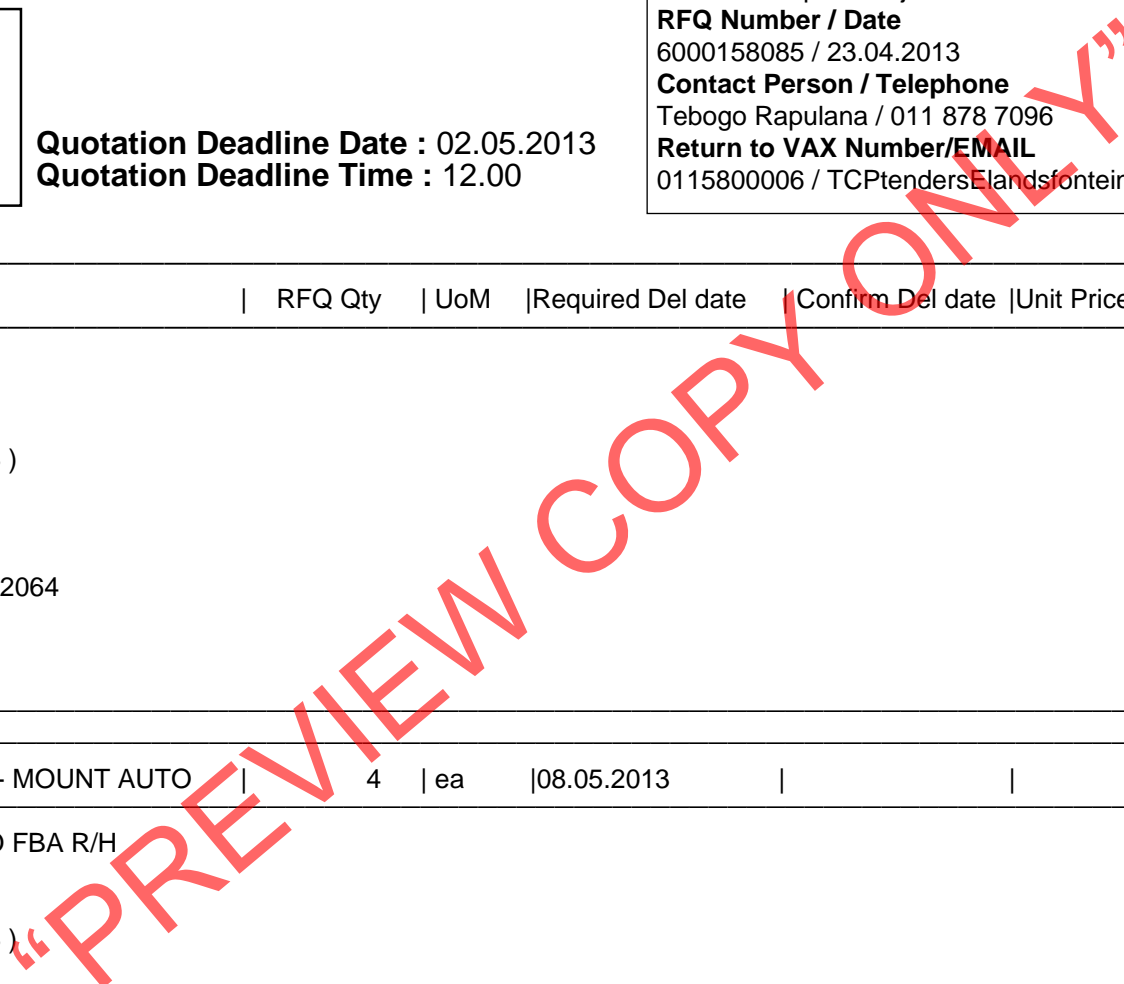 RFQ Number / Date
6000158085 / 23.04.2013
Contact Person / Telephone
Tebogo Rapulana / 011 878 7096
Quotation Deadline Date : 02.05.2013
Return to VAX Number/EMAIL
Quotation Deadline Time : 12.00
0115800006 / TCPtendersElandsfontein
| RFQ Qty | UoM |Required Del date | Confirm Del date |Unit Price
)
2064
- MOUNT AUTO | 4 | ea |08.05.2013 | |
FBA R/H
)
“PREVIEW COPY ONLY”